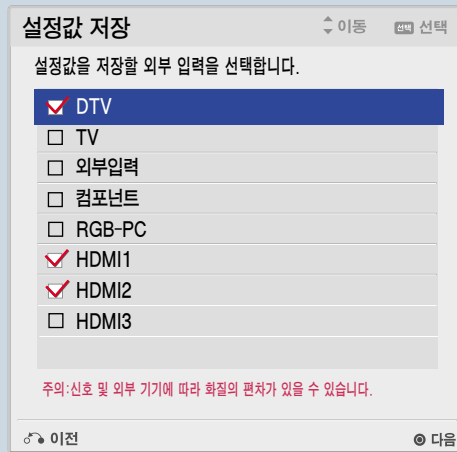 설정값 저장 이동 선택 선택
설정값을 저장할 외부 입력을 선택합니다.
DTV
TV
외부입력
컴포넌트
RGB-PC
HDMI1
HDMI2
HDMI3
주의:신호 및 외부 기기에 따라 화질의 편차가 있을 수 있습니다.
이전 다음